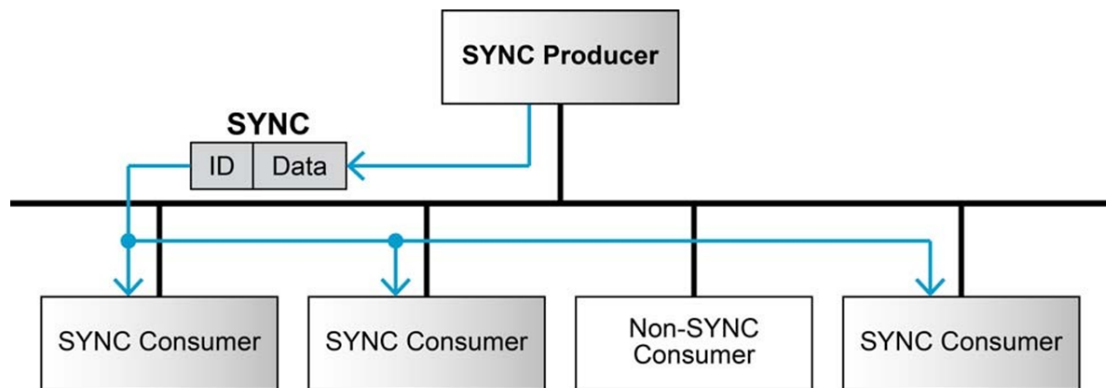 SYNC Producer
SYNC
ID Data
SYNC Consumer
SYNC Consumer
Non-SYNC
Consumer
SYNC Consumer